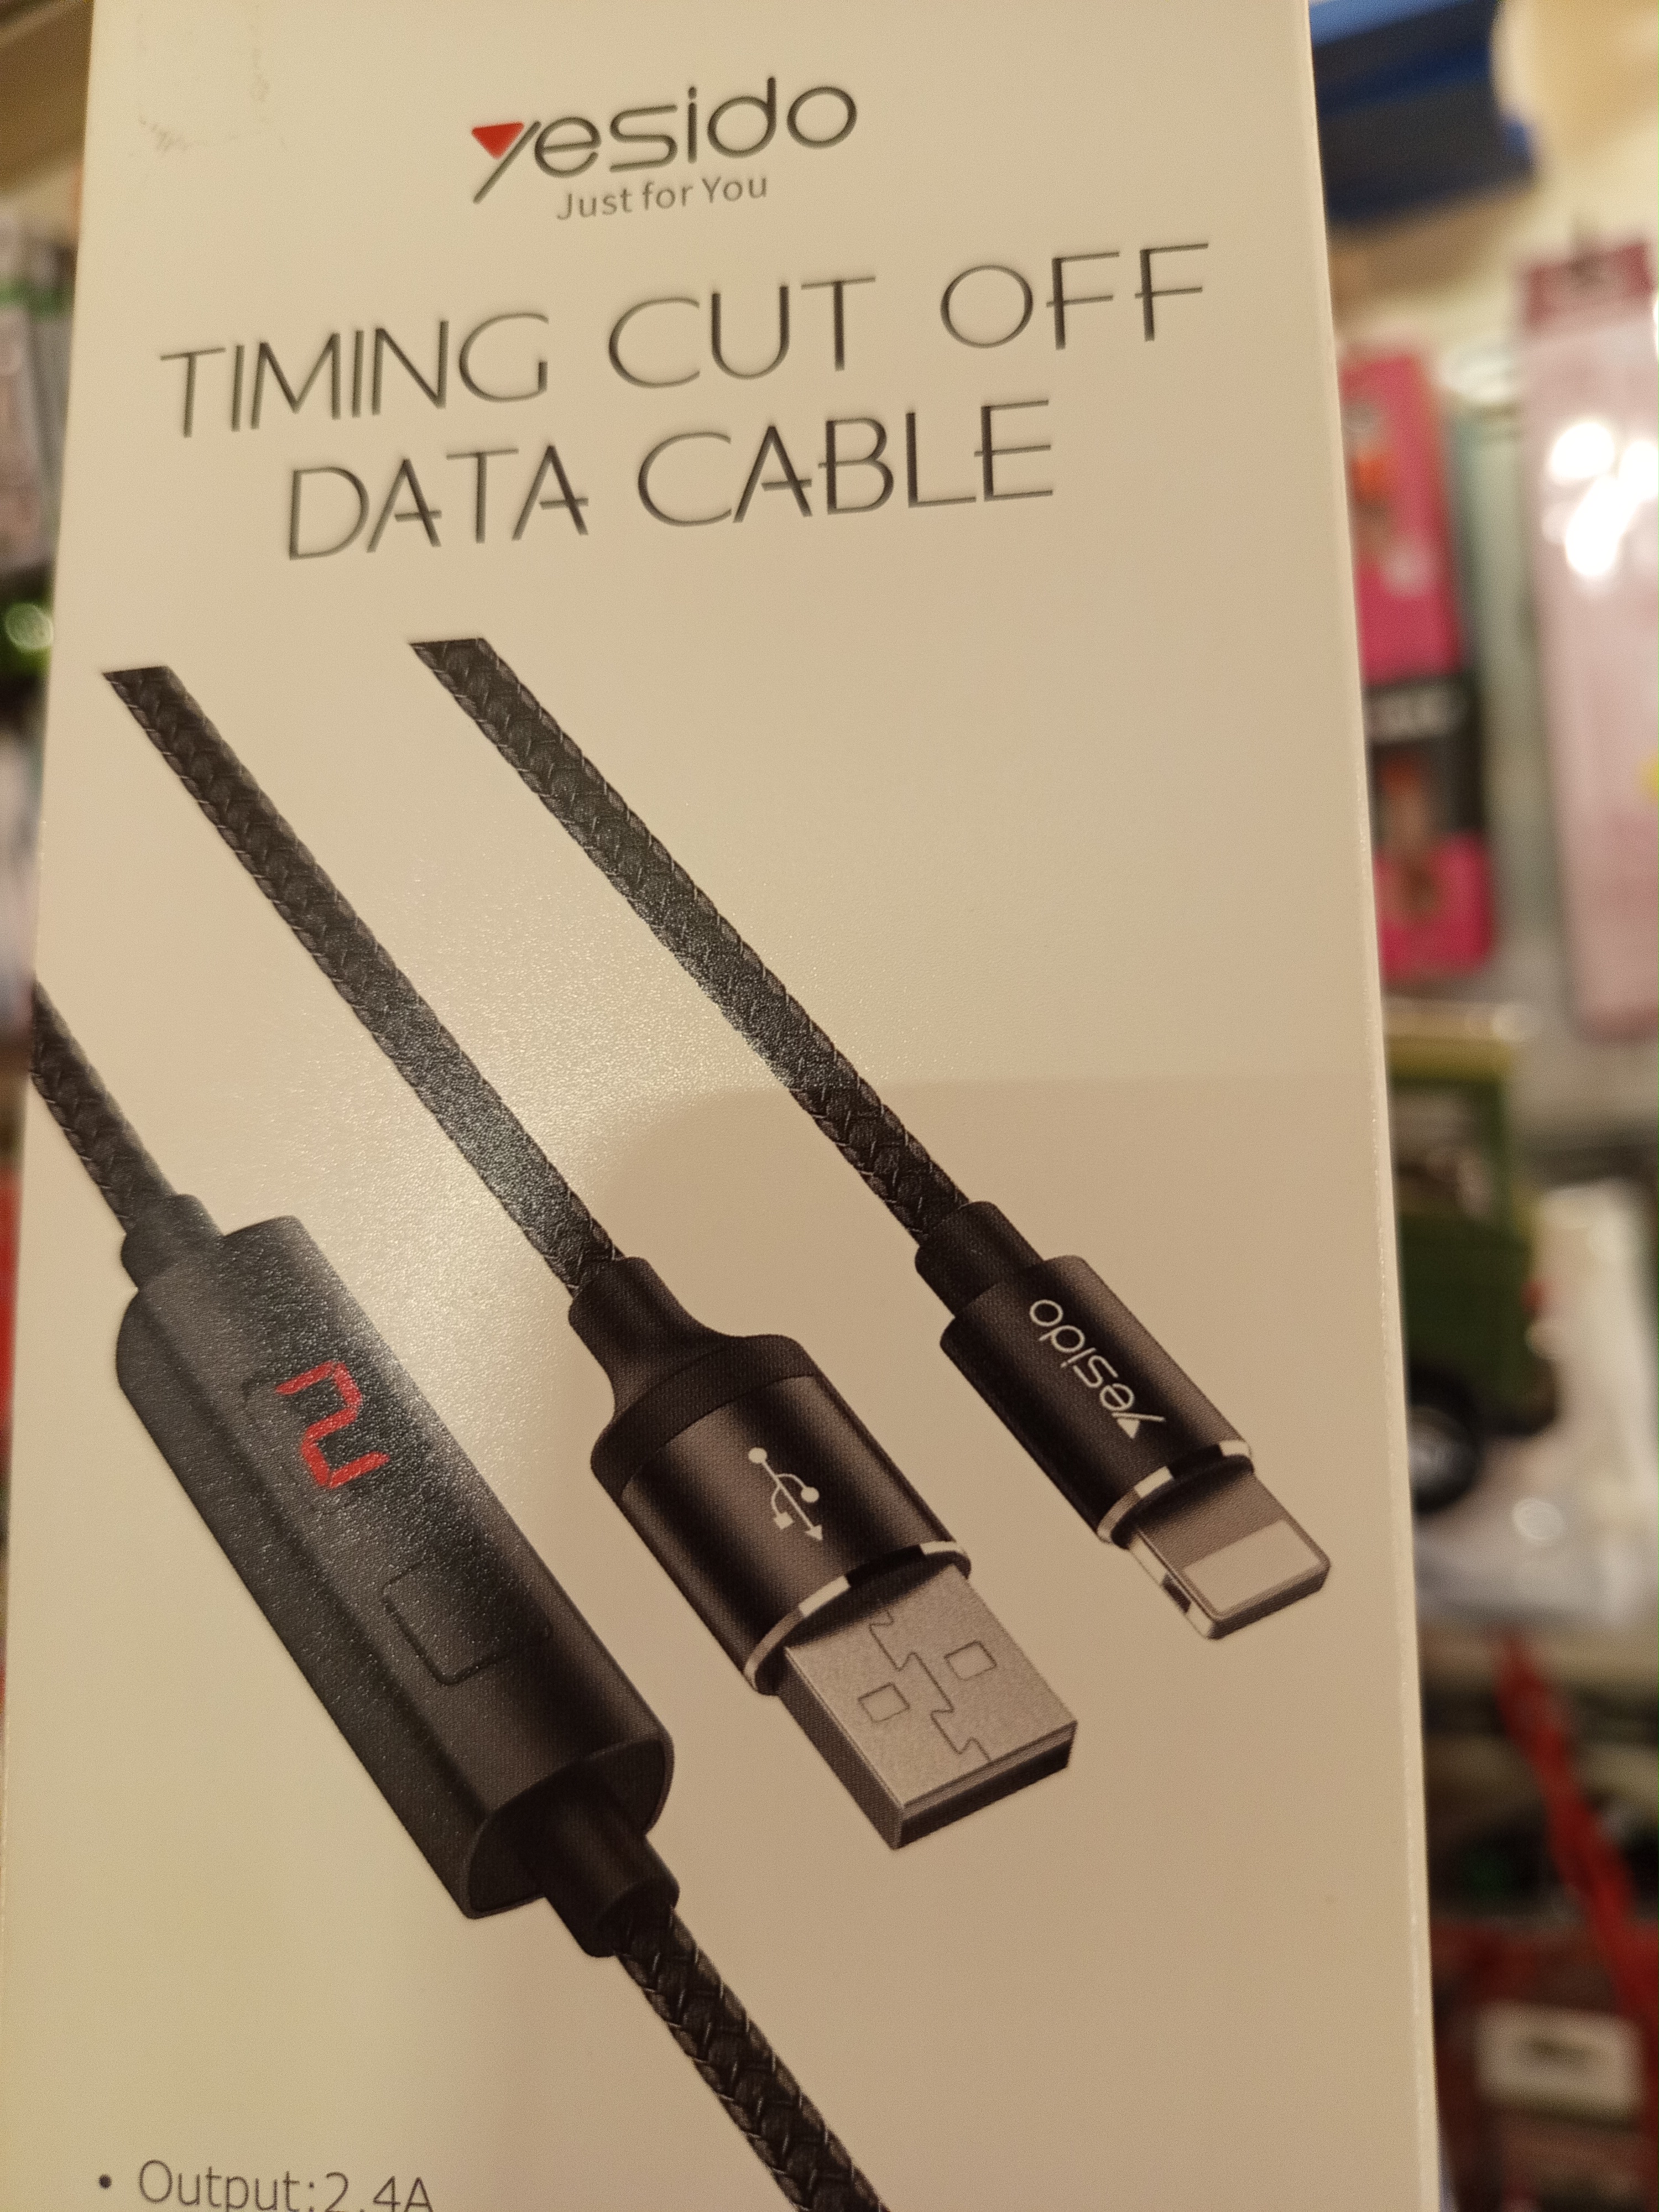 yesido
Just for You
TIMING CUT OFF
DATA CABLE
yesido
2
• Output:2.4A